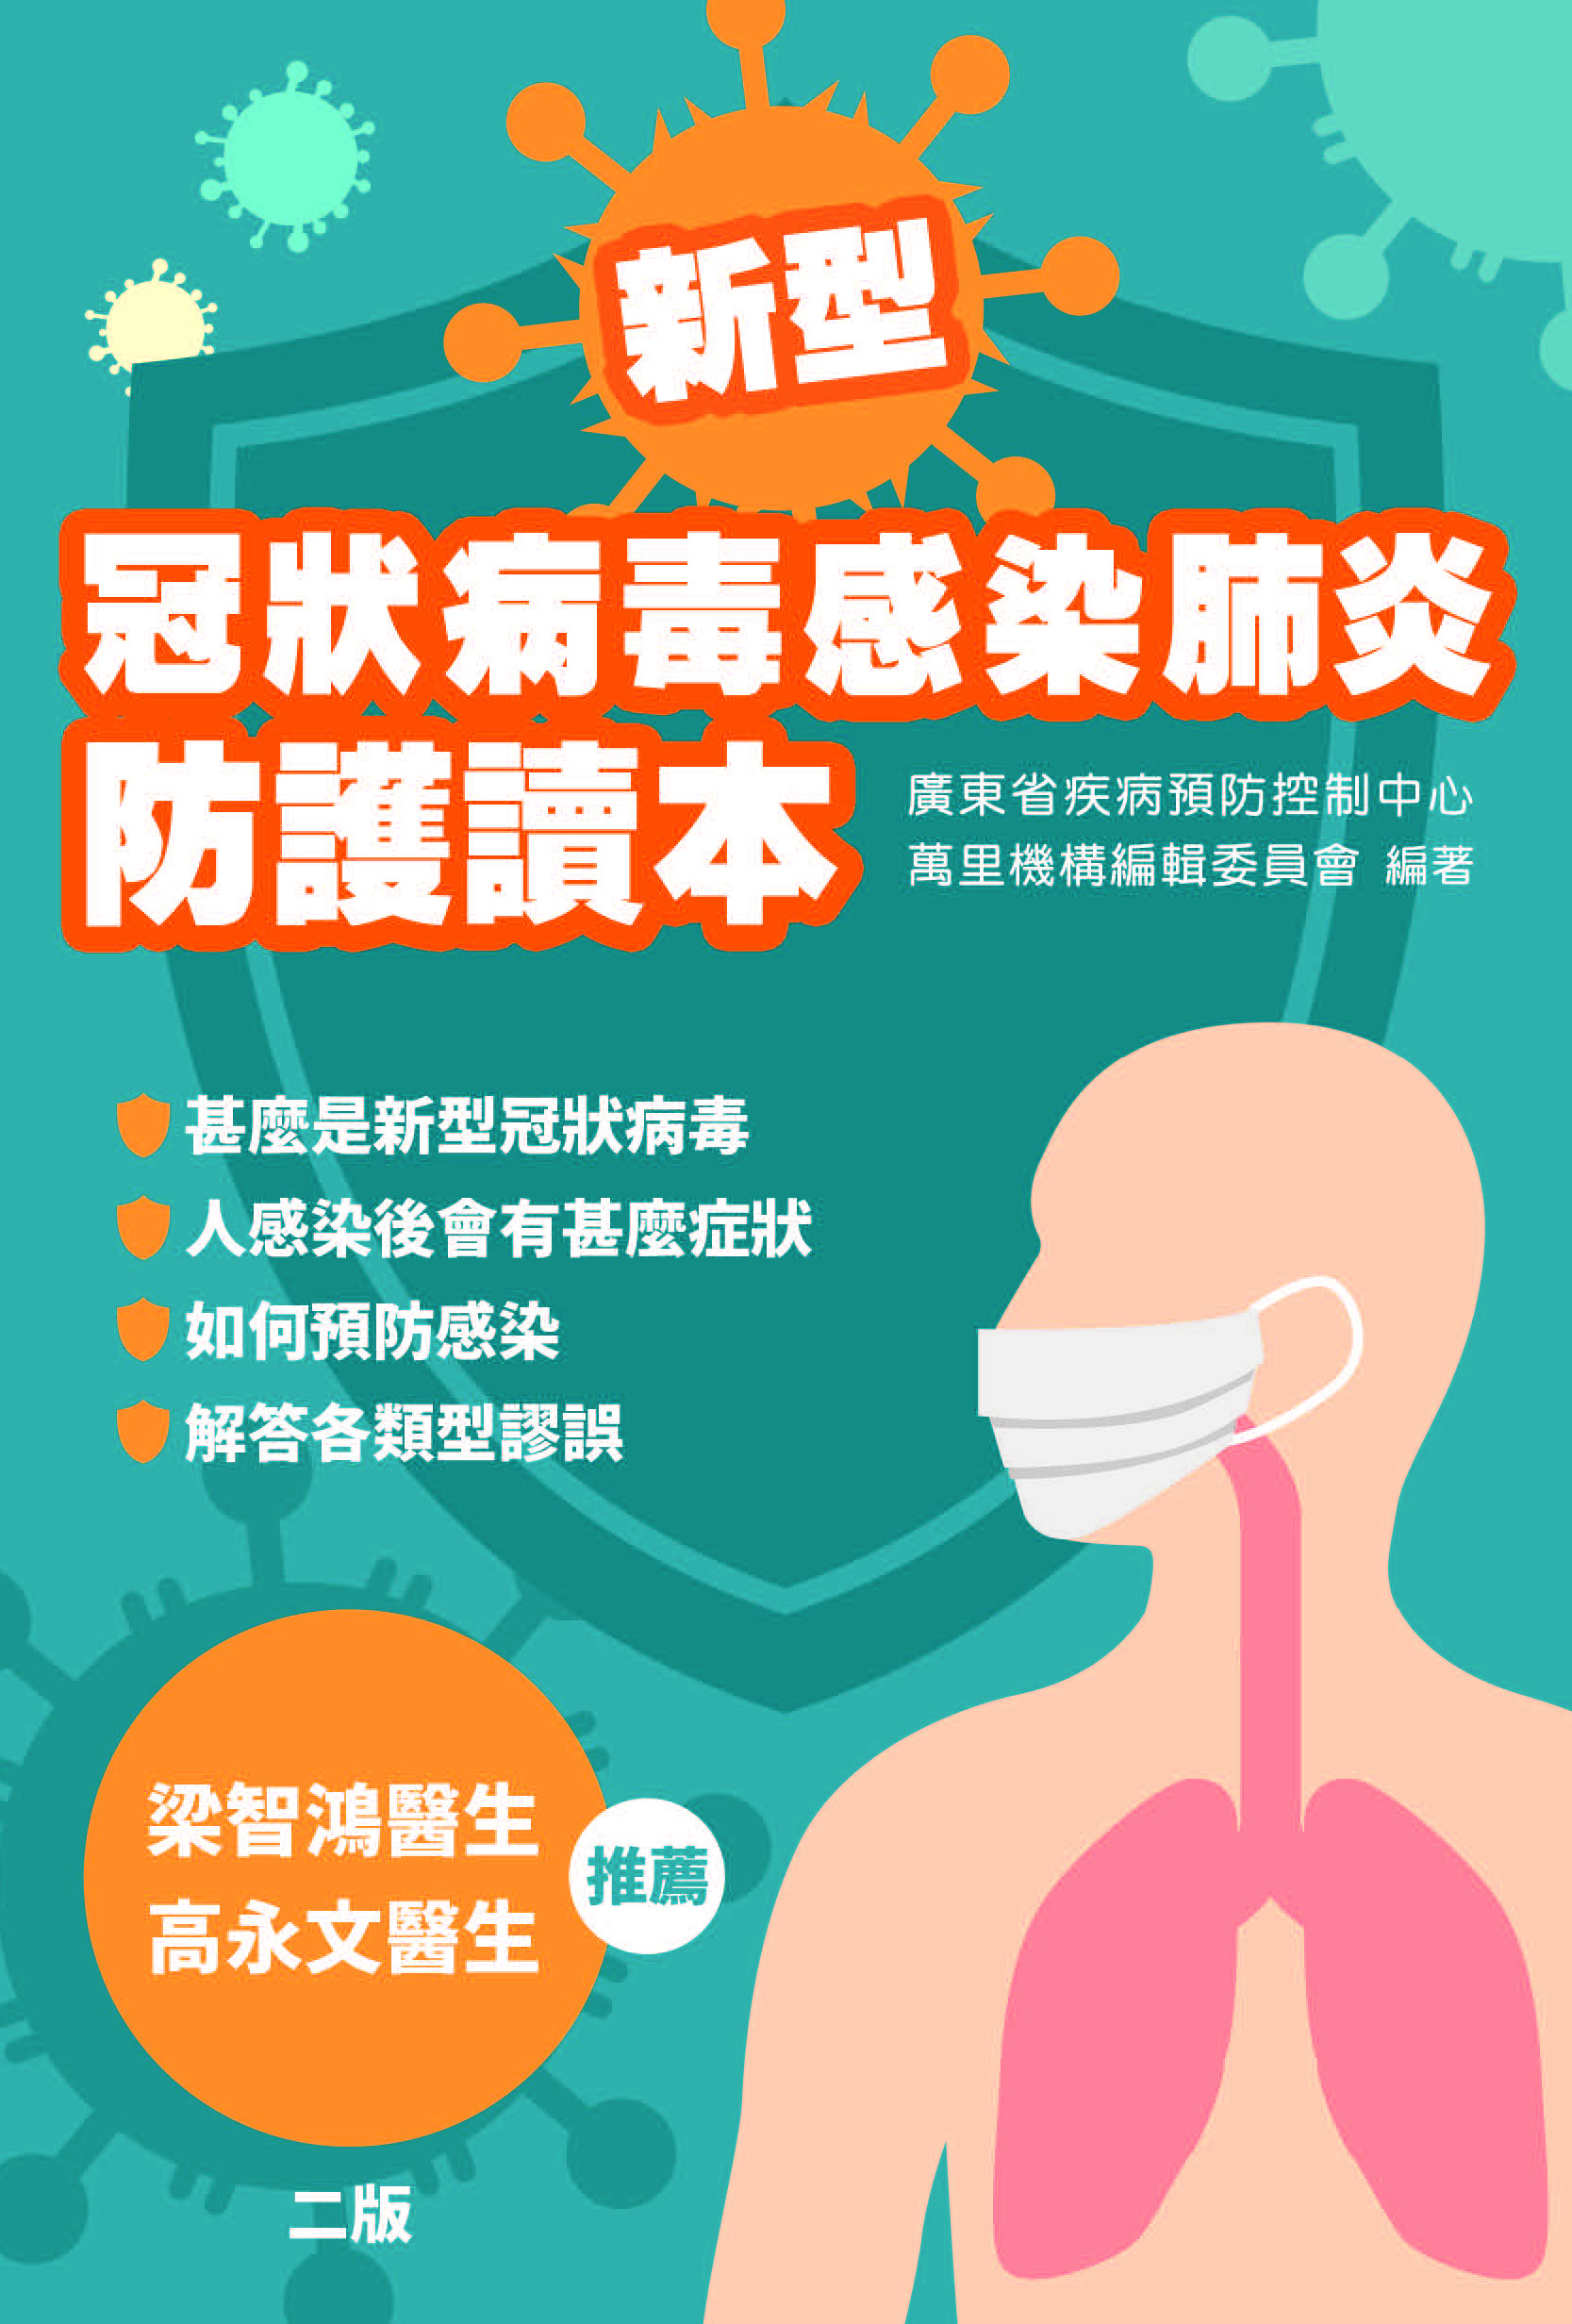 新型
冠狀病毒感染肺炎
防護讀本
廣東省疾病預防控制中心
萬里機構編輯委員會 編著
甚麼是新型冠狀病毒
人感染後會有甚麼症狀
如何預防感染
解答各類型謬誤
梁智鴻醫生
高永文醫生
推薦
二版